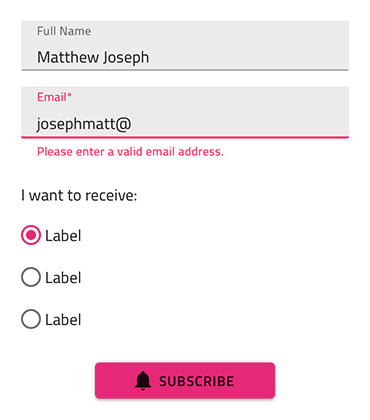 Full Name
Matthew Joseph
Email*
josephmatt@
Please enter a valid email address.
I want to receive:
Label
Label
Label
SUBSCRIBE